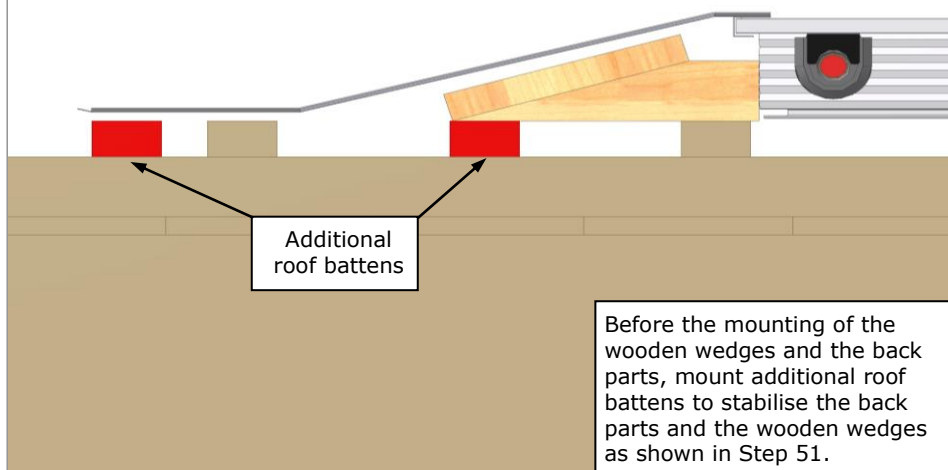 Additional
roof battens
Before the mounting of the
wooden wedges and the back
parts, mount additional roof
battens to stabilise the back
parts and the wooden wedges
as shown in Step 51.